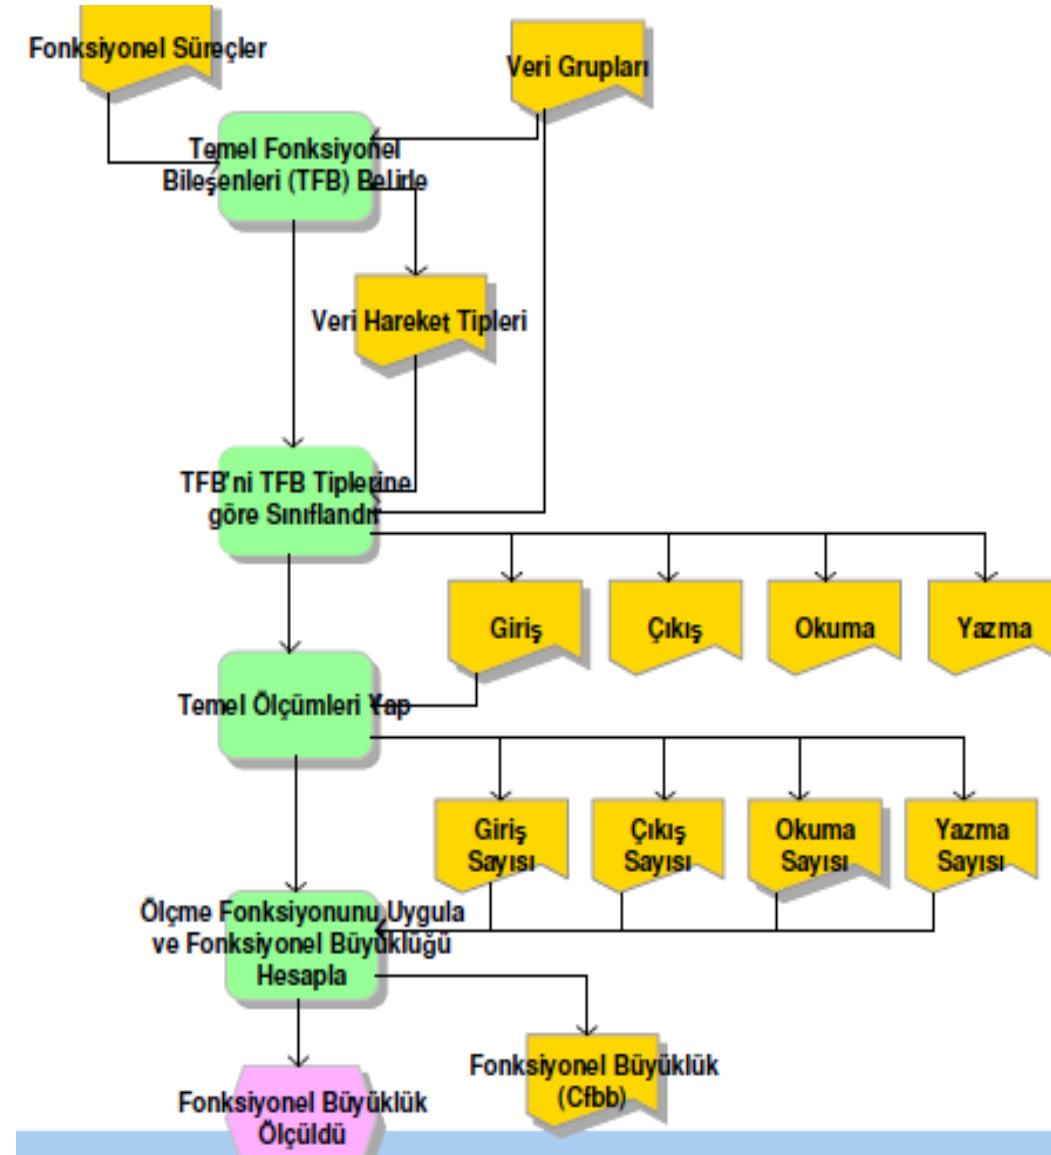 Fonksiyonel Süreçler
Veri Grupları
Temel Fonksiyonel
Bileşenleri (TFB) Belirle
Veri Hareket Tipleri
TFB'ni TFB Tiplerine
göre Sınıflandır
Giriş
Çıkış
Okuma
Yazma
Temel Ölçümleri Yap
Giriş
Sayısı
Çıkış
Sayısı
Okuma
Sayısı
Yazma
Sayısı
Ölçme Fonksiyonunu Uygula
ve Fonksiyonel Büyüklüğü
Hesapla
Fonksiyonel Büyüklük
(Cfbb)
Fonksiyonel Büyüklük
Ölçüldü